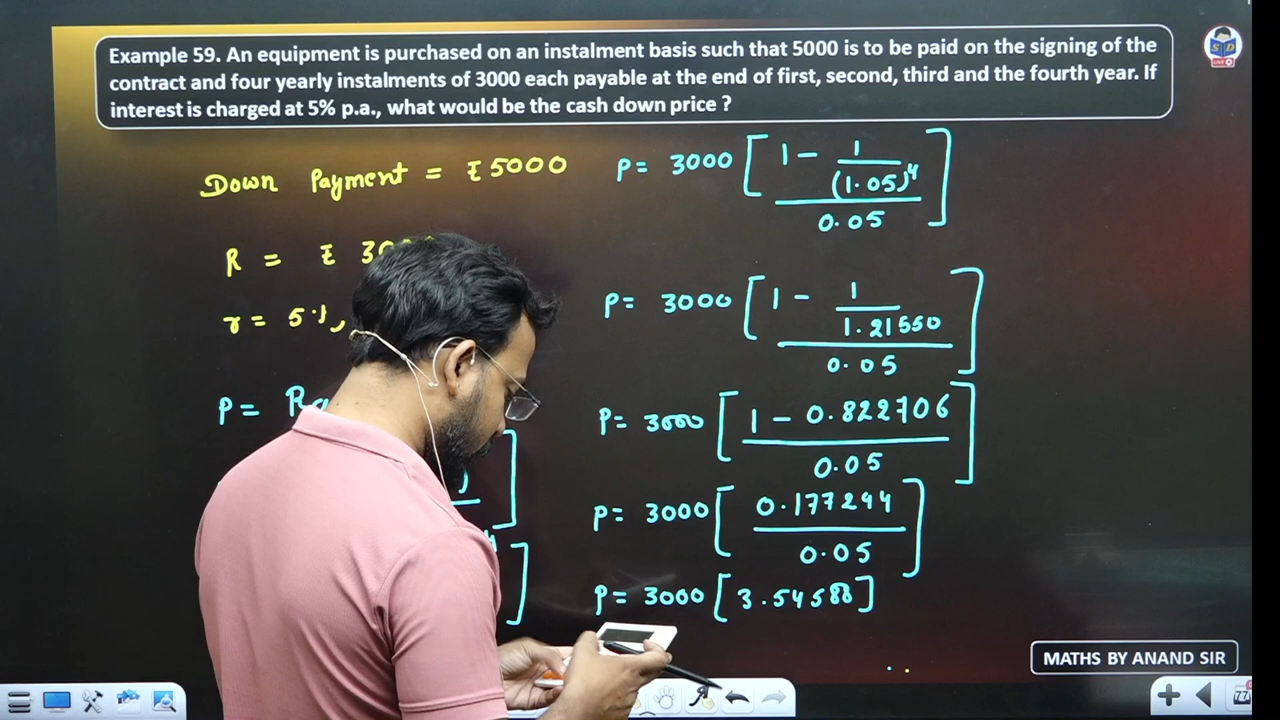 Example 59. An equipment is purchased on an instalment basis such that 5000 is to be paid on the signing of the
contract and four yearly instalments of 3000 each payable at the end of first, second, third and the fourth year. If
interest is charged at 5% p.a., what would be the cash down price ?
Down Payment = ₹5000
R = ₹
r = 5%,
P =
P = 3000 [ 1 - 1
(1.05)⁴
0.05 ]
P = 3000 [ 1 - 1
1.21550
0.05 ]
P = 3000 [ 1 - 0.822706
0.05 ]
P = 3000 [ 0.177294
0.05 ]
P = 3000 [ 3.54588 ]
MATHS BY ANAND SIR